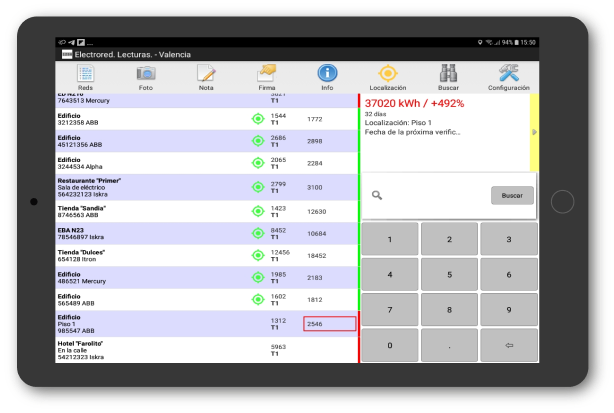 94% 15:50
Electrored. Lecturas. - Valencia
Reds Foto Nota Firma Info Localización Buscar Configuración
7643513 Mercury T1
Edificio 1544
3212358 ABB T1 1772
Edificio 2686
45121356 ABB T1 2898
Edificio 2065
3244534 Alpha T1 2284
Restaurante "Primer"
Sala de eléctrico 2799 3100
564232123 Iskra T1
Tienda "Sandia" 1423
8746563 ABB T1 12630
EBA N23 8452
78546897 Iskra T1 10684
Tienda "Dulces" 12456
654128 Itron T1 18452
Edificio 1985
486521 Mercury T1 2183
Edificio 1602
565489 ABB T1 1812
Edificio 1312
Piso 1 T1 2546
985547 ABB
Hotel "Farolito" 5963
En la calle T1
54212323 Iskra
37020 kWh / +492%
32 días
Localización: Piso 1
Fecha de la próxima verific...
Buscar
1 2 3
4 5 6
7 8 9
0 .